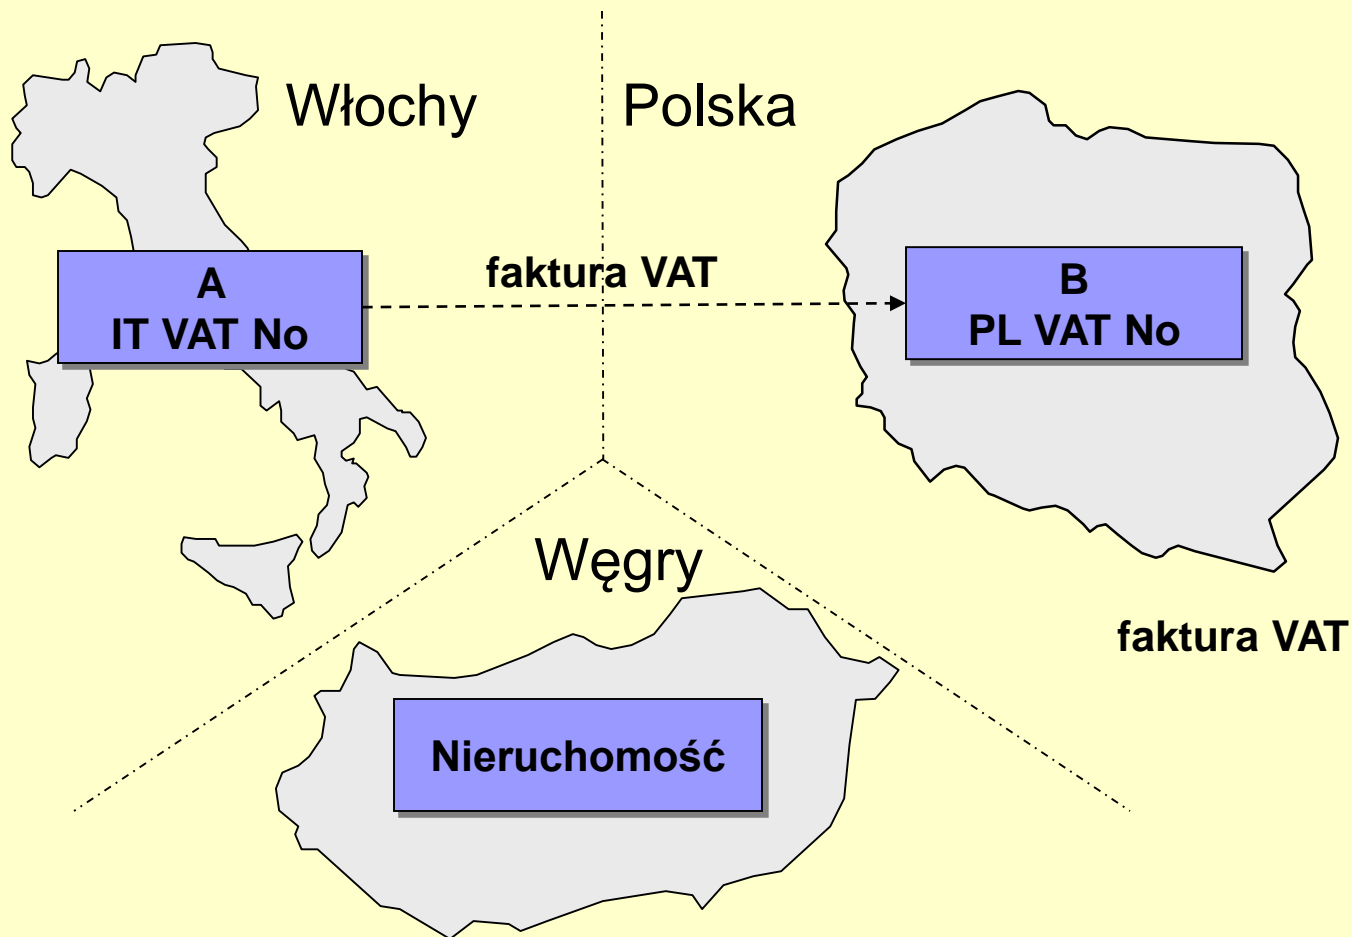 Włochy
Polska
A
IT VAT No
faktura VAT
B
PL VAT No
Węgry
faktura VAT
Nieruchomość